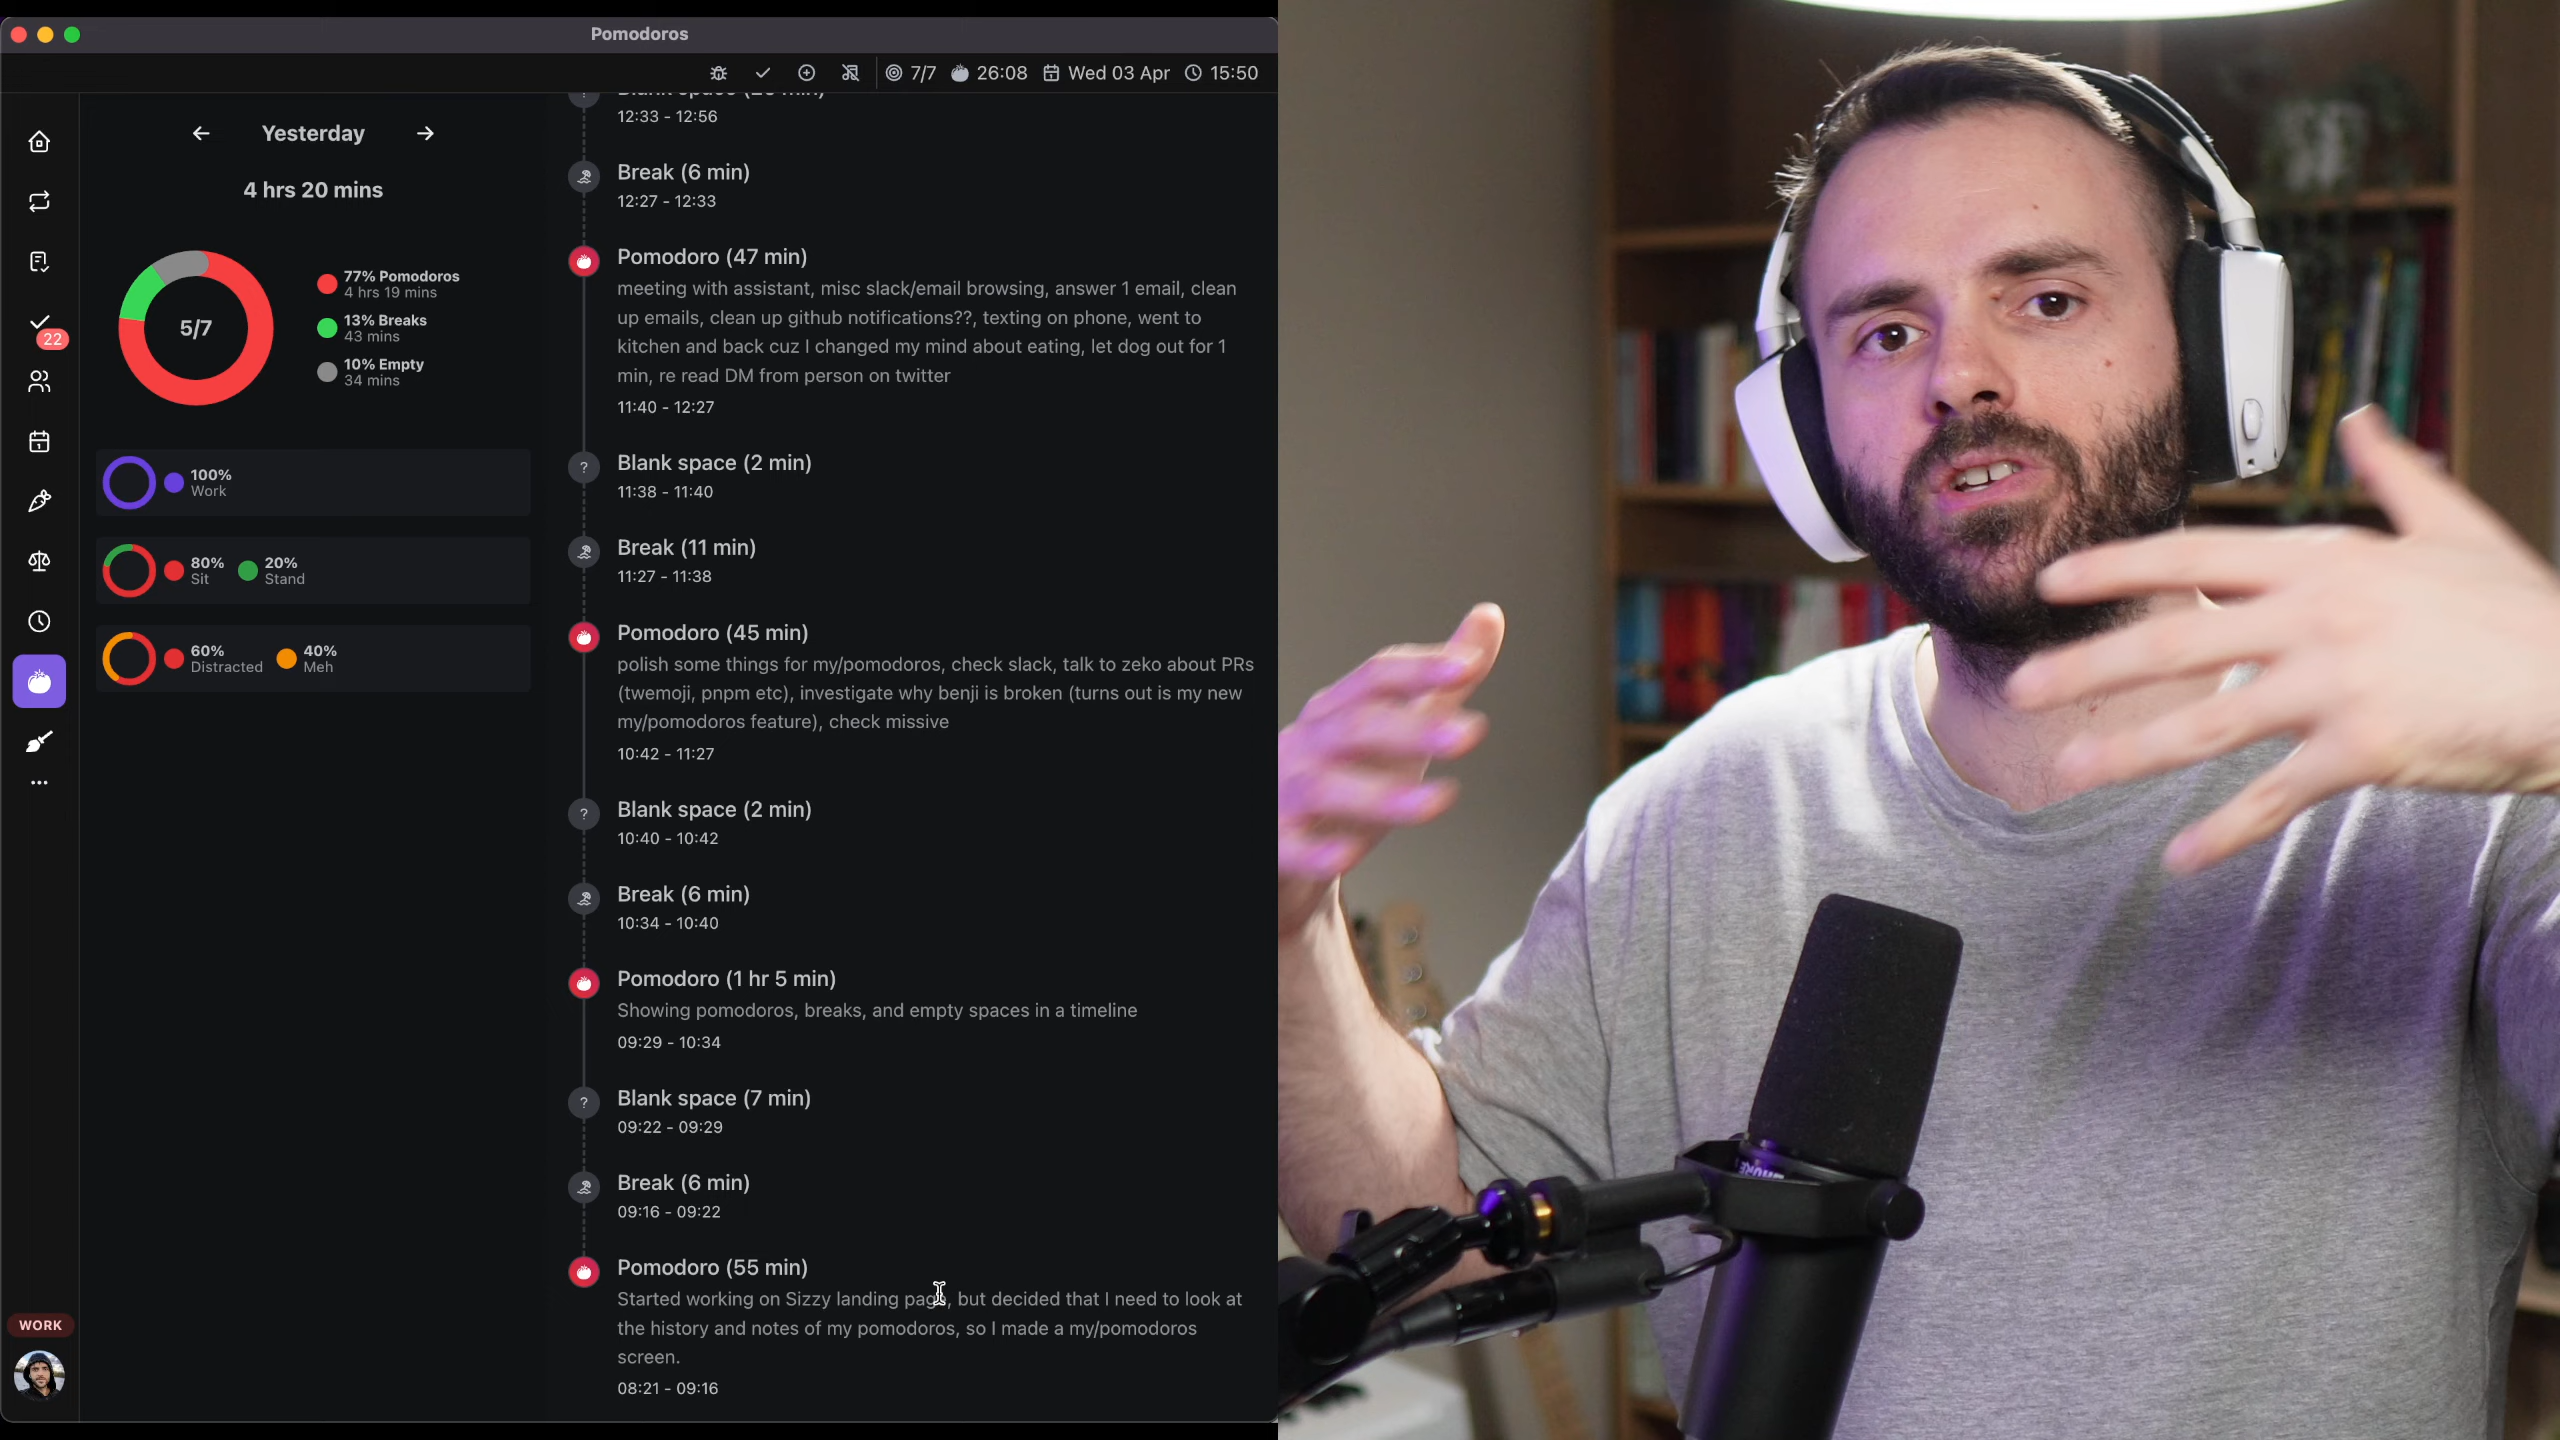 Pomodoros
7/7 26:08 Wed 03 Apr 15:50
Yesterday
4 hrs 20 mins
5/7
77% Pomodoros
4 hrs 19 mins
13% Breaks
43 mins
10% Empty
34 mins
100%
Work
80%
Sit
20%
Stand
60%
Distracted
40%
Meh
22
WORK
Blank space
12:33 - 12:56
Break (6 min)
12:27 - 12:33
Pomodoro (47 min)
meeting with assistant, misc slack/email browsing, answer 1 email, clean
up emails, clean up github notifications??, texting on phone, went to
kitchen and back cuz I changed my mind about eating, let dog out for 1
min, re read DM from person on twitter
11:40 - 12:27
? Blank space (2 min)
11:38 - 11:40
Break (11 min)
11:27 - 11:38
Pomodoro (45 min)
polish some things for my/pomodoros, check slack, talk to zeko about PRs
(twemoji, pnpm etc), investigate why benji is broken (turns out is my new
my/pomodoros feature), check missive
10:42 - 11:27
? Blank space (2 min)
10:40 - 10:42
Break (6 min)
10:34 - 10:40
Pomodoro (1 hr 5 min)
Showing pomodoros, breaks, and empty spaces in a timeline
09:29 - 10:34
? Blank space (7 min)
09:22 - 09:29
Break (6 min)
09:16 - 09:22
Pomodoro (55 min)
Started working on Sizzy landing page, but decided that I need to look at
the history and notes of my pomodoros, so I made a my/pomodoros
screen.
08:21 - 09:16